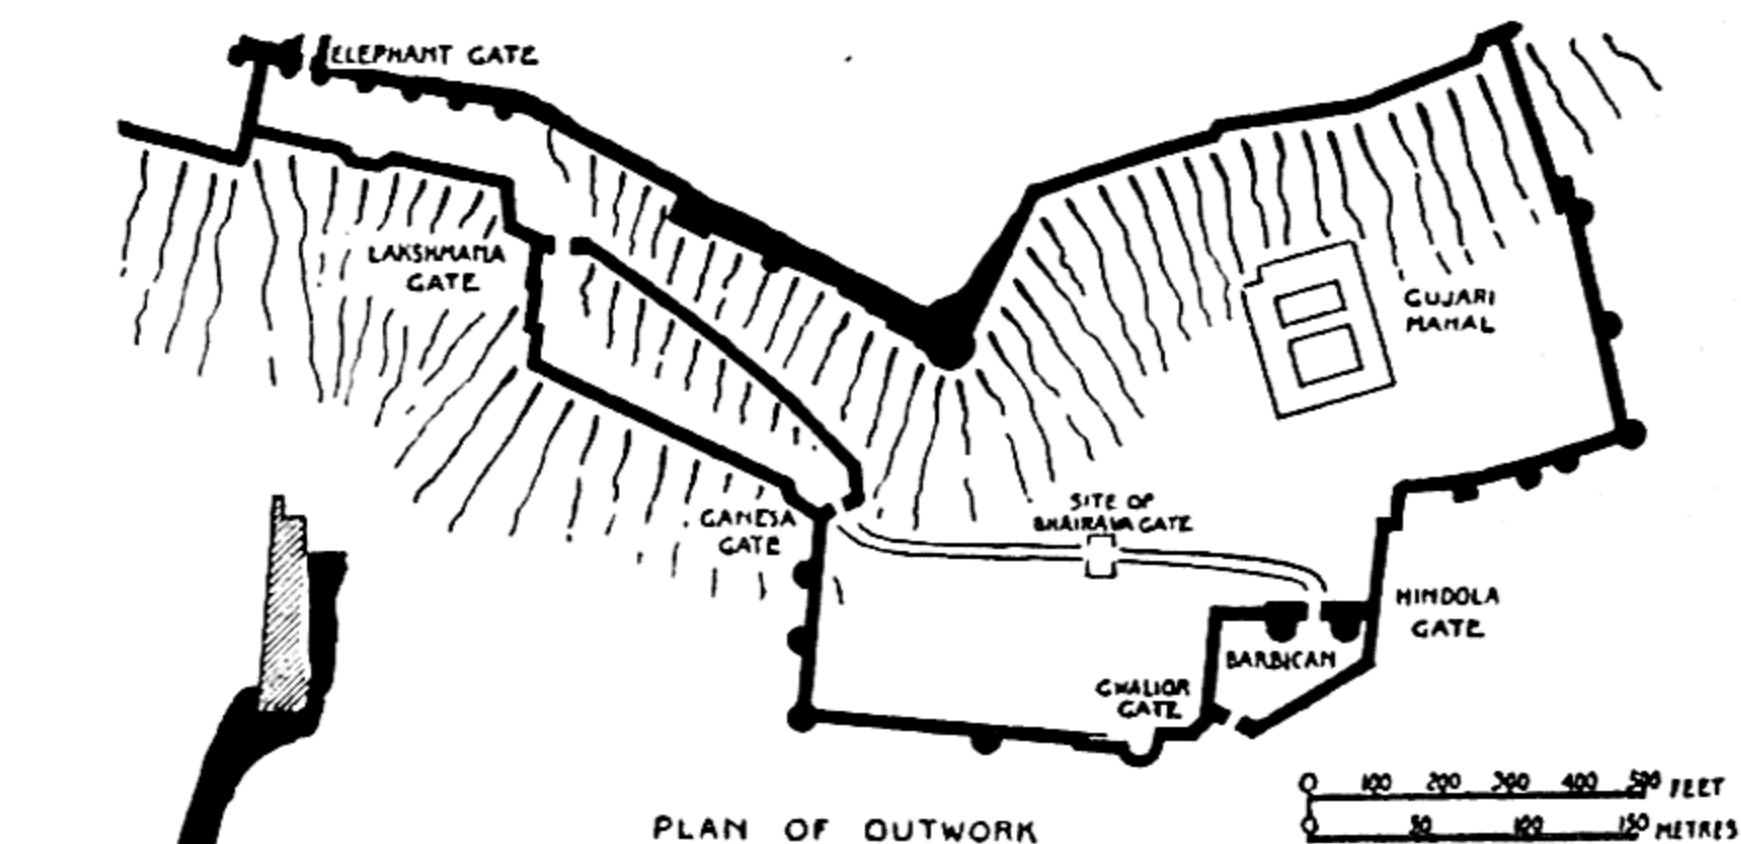 ELEPHANT GATE
LAKSHMANA
GATE
GUJARI
MAHAL
SITE OF
BHAIRAVA GATE
GANESA
GATE
HINDOLA
GATE
BARBICAN
GWALIOR
GATE
0 100 200 300 400 500 FEET
0 50 100 150 METRES
PLAN OF OUTWORK